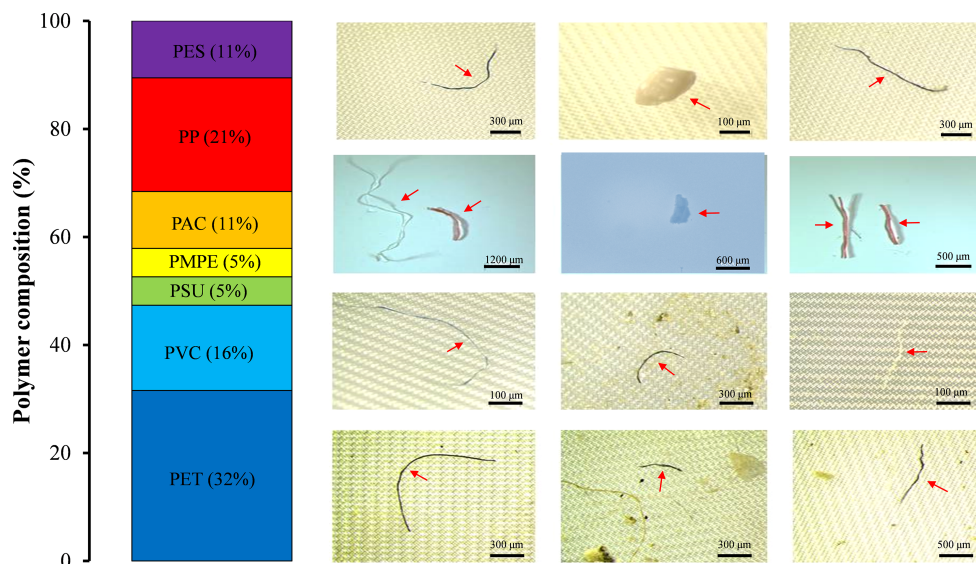 Polymer composition (%)
100
80
60
40
20
0
PES (11%)
PP (21%)
PAC (11%)
PMPE (5%)
PSU (5%)
PVC (16%)
PET (32%)
300 μm
100 μm
300 μm
1200 μm
600 μm
500 μm
100 μm
300 μm
100 μm
300 μm
300 μm
500 μm